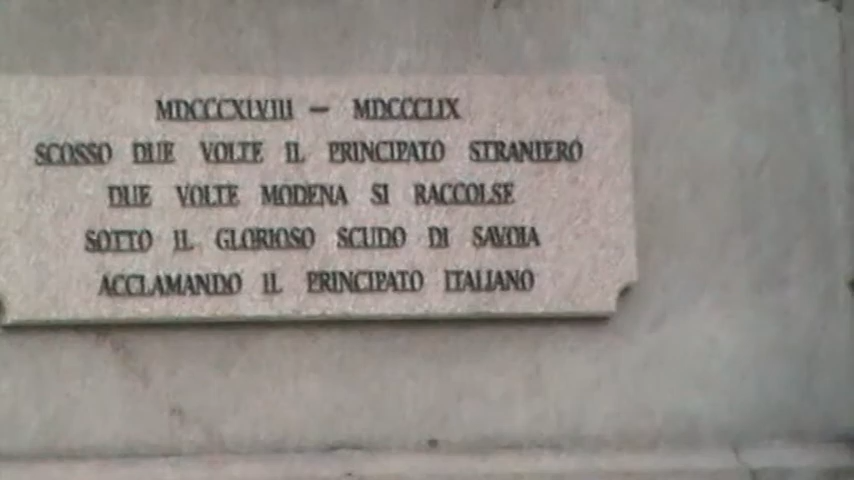 MDCCCXLVIII — MDCCCLIX
SCOSSO DUE VOLTE IL PRINCIPATO STRANIERO
DUE VOLTE MODENA SI RACCOLSE
SOTTO IL GLORIOSO SCUDO DI SAVOIA
ACCLAMANDO IL PRINCIPATO ITALIANO